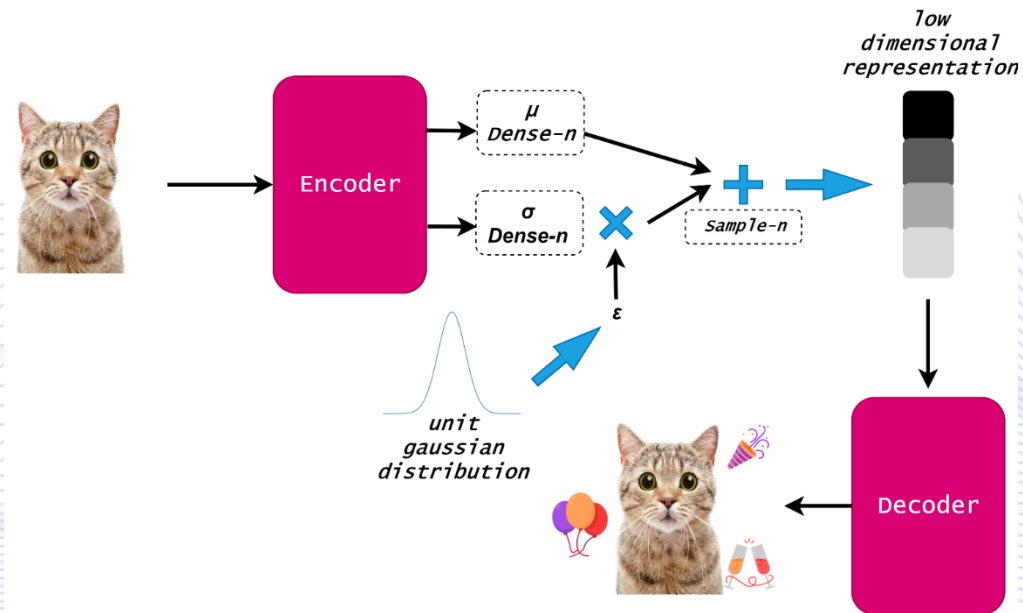 low
dimensional
representation
Encoder
μ
Dense-n
σ
Dense-n
Sample-n
ε
unit
gaussian
distribution
Decoder